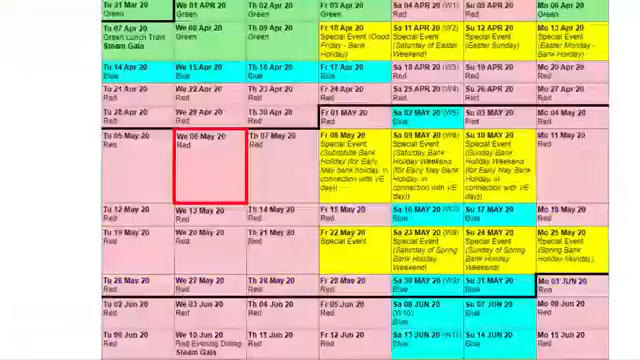 Tu 31 Mar 20 We 01 APR 20 Th 02 Apr 20 Fr 03 Apr 20 Sa 04 APR 20 (W1) Su 05 APR 20 Mo 06 Apr 20
Green Green Green Green Red Red Green
Tu 07 Apr 20 We 08 Apr 20 Th 09 Apr 20 Fr 10 Apr 20 Sa 11 APR 20 (W2) Su 12 APR 20 Mo 13 Apr 20
Green Lunch Train Green Green Special Event (Good Special Event Special Event Special Event
Steam Gala Friday - Bank (Saturday of Easter (Easter Sunday) (Easter Monday -
Holiday) Weekend) Bank Holiday)
Tu 14 Apr 20 We 15 Apr 20 Th 16 Apr 20 Fr 17 Apr 20 Sa 18 APR 20 (W3) Su 19 APR 20 Mo 20 Apr 20
Blue Blue Blue Blue Red Red Red
Tu 21 Apr 20 We 22 Apr 20 Th 23 Apr 20 Fr 24 Apr 20 Sa 25 APR 20 (W4) Su 26 APR 20 Mo 27 Apr 20
Red Red Red Red Red Red Red
Tu 28 Apr 20 We 29 Apr 20 Th 30 Apr 20 Fr 01 MAY 20 Sa 02 MAY 20 (W5) Su 03 MAY 20 Mo 04 MAY 20
Red Red Red Red Blue Red Red
Tu 05 May 20 We 06 May 20 Th 07 May 20 Fr 08 MAY 20 Sa 09 MAY 20 (W6) Su 10 MAY 20 Mo 11 MAY 20
Red Red Red Special Event Special Event Special Event Red
(Substitute Bank (Saturday Bank (Sunday Bank
Holiday (for Early Holiday Weekend Holiday Weekend
May bank holiday, in (for Early May Bank (for Early May Bank
connection with VE Holiday, in Holiday, in
day)) connection with VE connection with VE
day)) day))
Tu 12 May 20 We 13 May 20 Th 14 May 20 Fr 15 May 20 Sa 16 MAY 20 (W7) Su 17 MAY 20 Mo 18 May 20
Red Red Red Red Blue Blue Red
Tu 19 May 20 We 20 May 20 Th 21 May 20 Fr 22 May 20 Sa 23 MAY 20 (W8) Su 24 MAY 20 Mo 25 MAY 20
Red Red Red Special Event Special Event Special Event Special Event
(Saturday of Spring (Sunday of Spring (Spring Bank
Bank Holiday Bank Holiday Holiday Monday)
Weekend) Weekend)
Tu 26 May 20 We 27 May 20 Th 28 May 20 Fr 29 May 20 Sa 30 MAY 20 (W9) Su 31 MAY 20 Mo JUN 20
Red Red Red Red Blue Blue Red
Tu 02 Jun 20 We 03 Jun 20 Th 04 Jun 20 Fr 05 Jun 20 Sa 06 JUN 20 Su 07 JUN 20 Mo 08 Jun 20
Red Red Red Red (W10) Blue Red
Blue
Tu 09 Jun 20 We 10 Jun 20 Th 11 Jun 20 Fr 12 Jun 20 Sa 13 JUN 20 Su 14 JUN 20 Mo 15 Jun 20
Red Red Evening Dining Red Red Blue Blue Red
Steam Gala